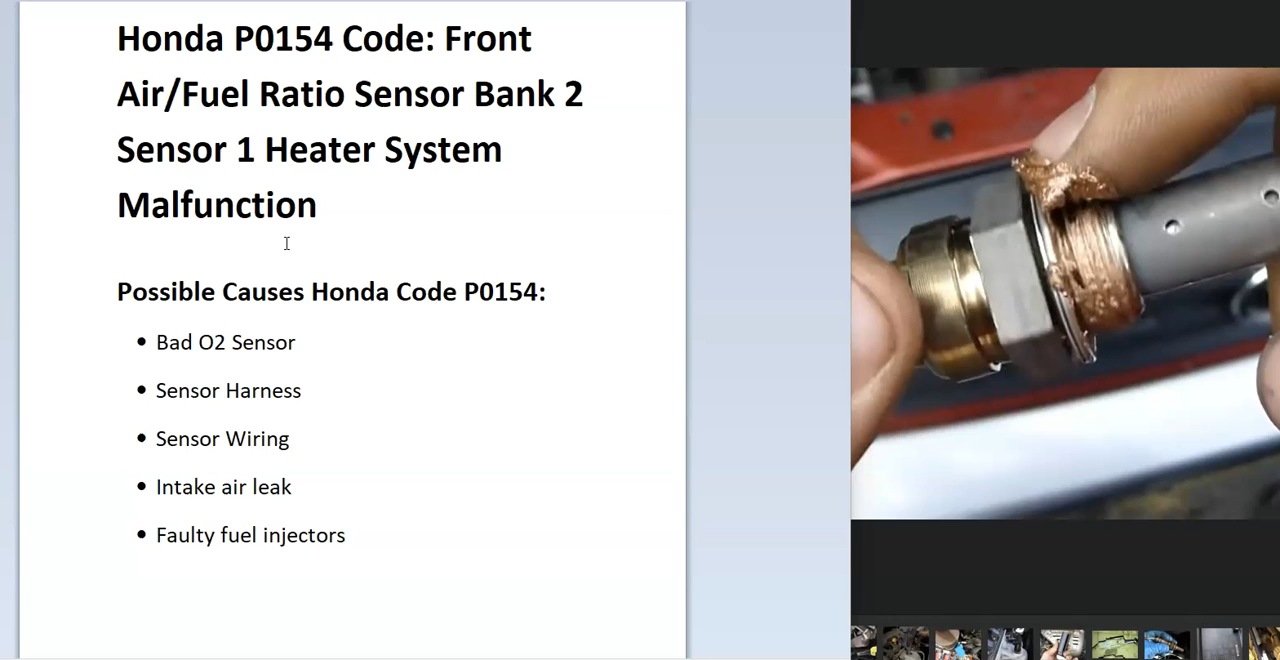 Honda P0154 Code: Front
Air/Fuel Ratio Sensor Bank 2
Sensor 1 Heater System
Malfunction
Possible Causes Honda Code P0154:
• Bad O2 Sensor
• Sensor Harness
• Sensor Wiring
• Intake air leak
• Faulty fuel injectors